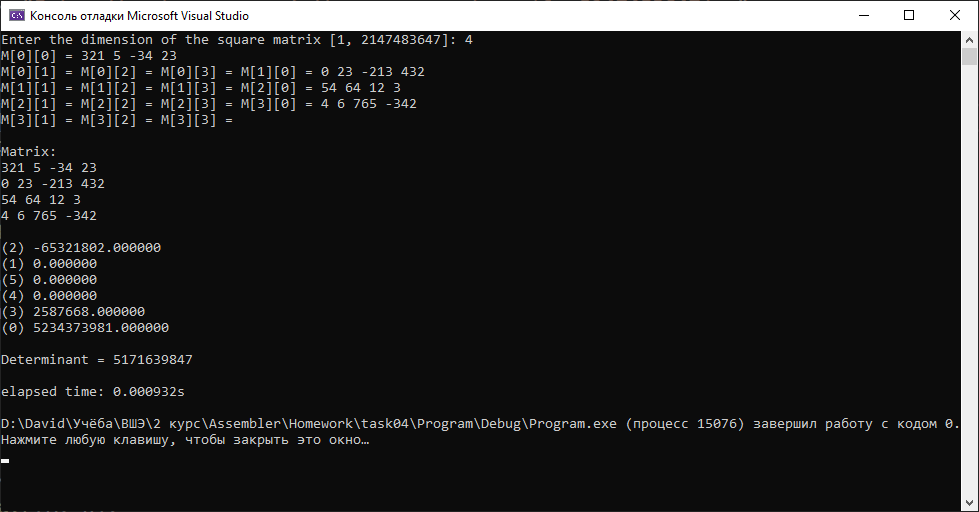 Консоль отладки Microsoft Visual Studio
Enter the dimension of the square matrix [1, 2147483647]: 4
M[0][0] = 321 5 -34 23
M[0][1] = M[0][2] = M[0][3] = M[1][0] = 0 23 -213 432
M[1][1] = M[1][2] = M[1][3] = M[2][0] = 54 64 12 3
M[2][1] = M[2][2] = M[2][3] = M[3][0] = 4 6 765 -342
M[3][1] = M[3][2] = M[3][3] =
Matrix:
321 5 -34 23
0 23 -213 432
54 64 12 3
4 6 765 -342
(2) -65321802.000000
(1) 0.000000
(5) 0.000000
(4) 0.000000
(3) 2587668.000000
(0) 5234373981.000000
Determinant = 5171639847
elapsed time: 0.000932s
D:\David\Учёба\ВШЭ\2 курс\Assembler\Homework\task04\Program\Debug\Program.exe (процесс 15076) завершил работу с кодом 0.
Нажмите любую клавишу, чтобы закрыть это окно…